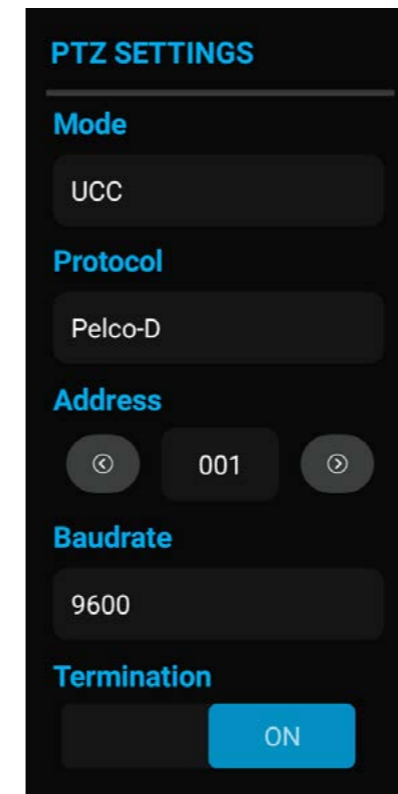 PTZ SETTINGS
Mode
UCC
Protocol
Pelco-D
Address
001
Baudrate
9600
Termination
ON